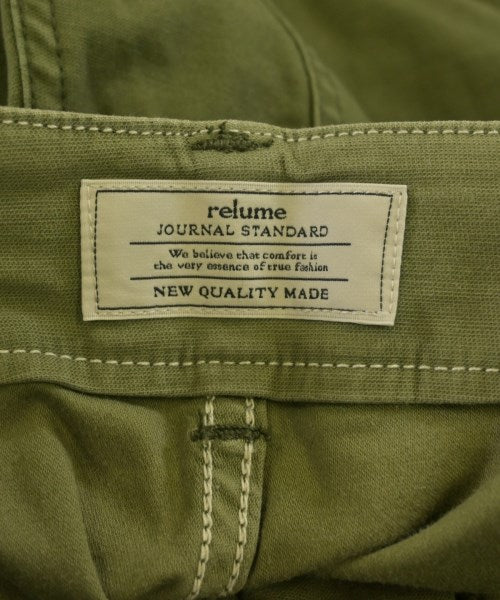 relume
JOURNAL STANDARD
We believe that comfort is
the very essence of true fashion
NEW QUALITY MADE